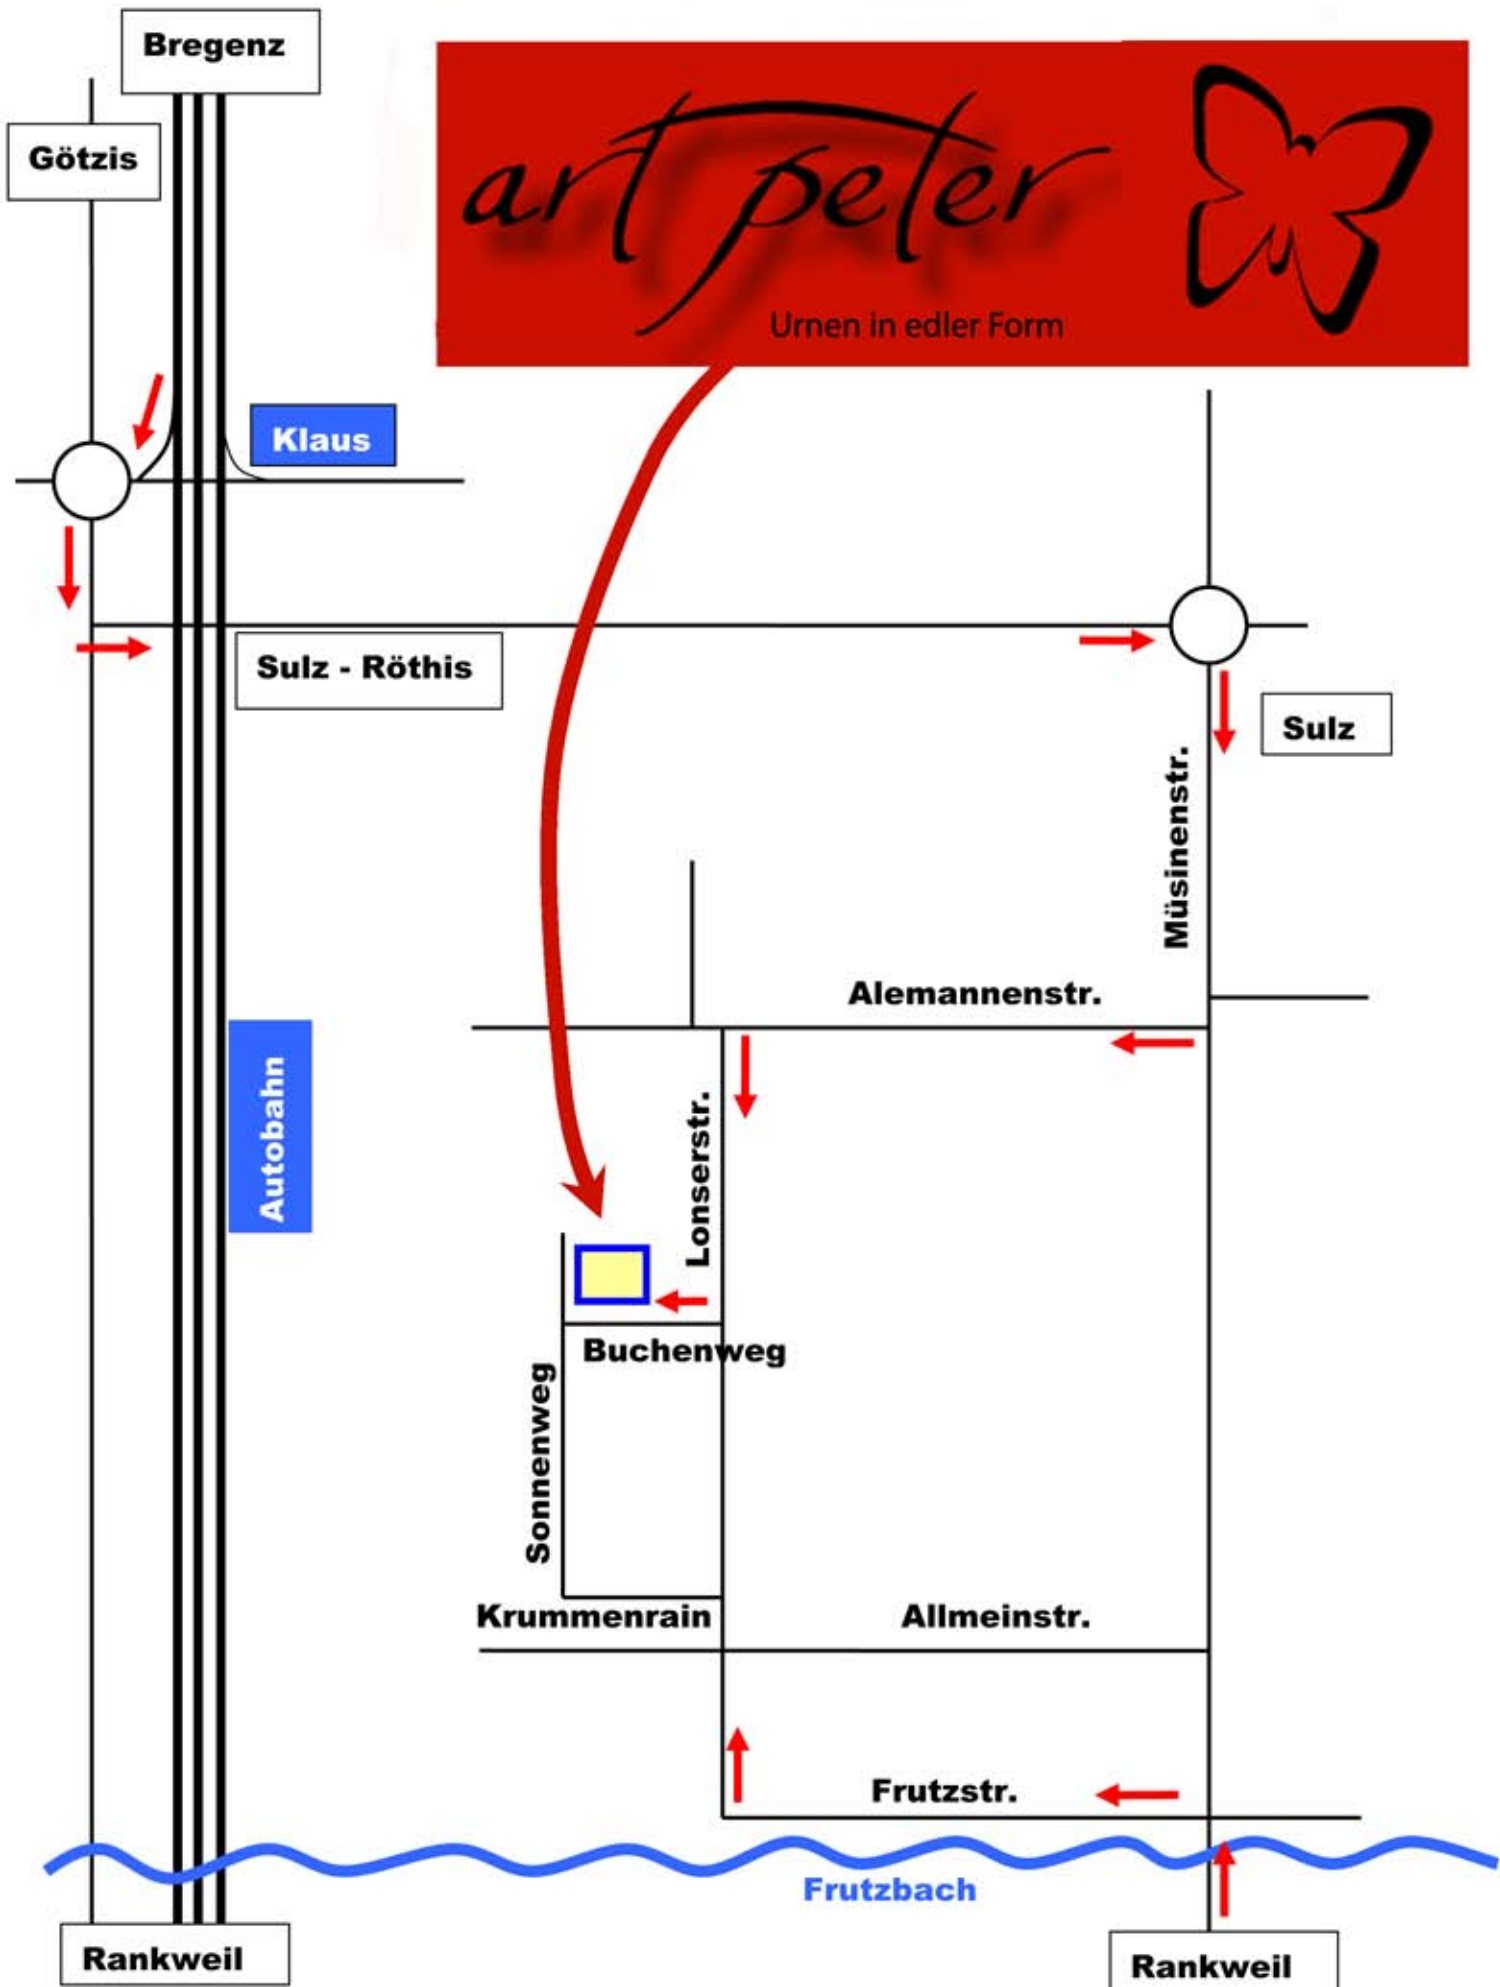 Bregenz
Götzis
art peter
Urnen in edler Form
Klaus
Sulz - Röthis
Sulz
Müsinenstr.
Alemannenstr.
Autobahn
Lonserstr.
Buchenweg
Sonnenweg
Krummenrain
Allmeinstr.
Frutzstr.
Frutzbach
Rankweil
Rankweil